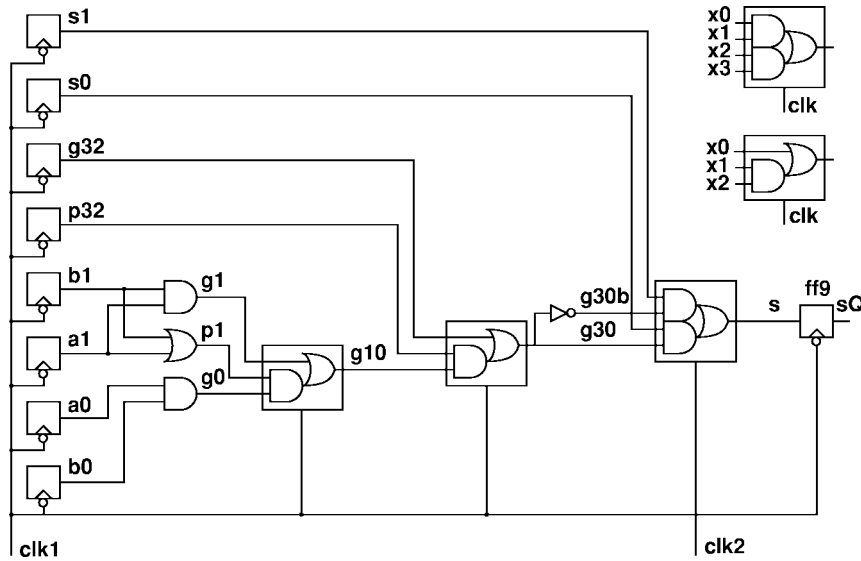 s1
s0
g32
p32
b1
a1
a0
b0
g1
p1
g0
g10
g30b
g30
s
ff9
sQ
clk1
clk2
x0
x1
x2
x3
clk
x0
x1
x2
clk